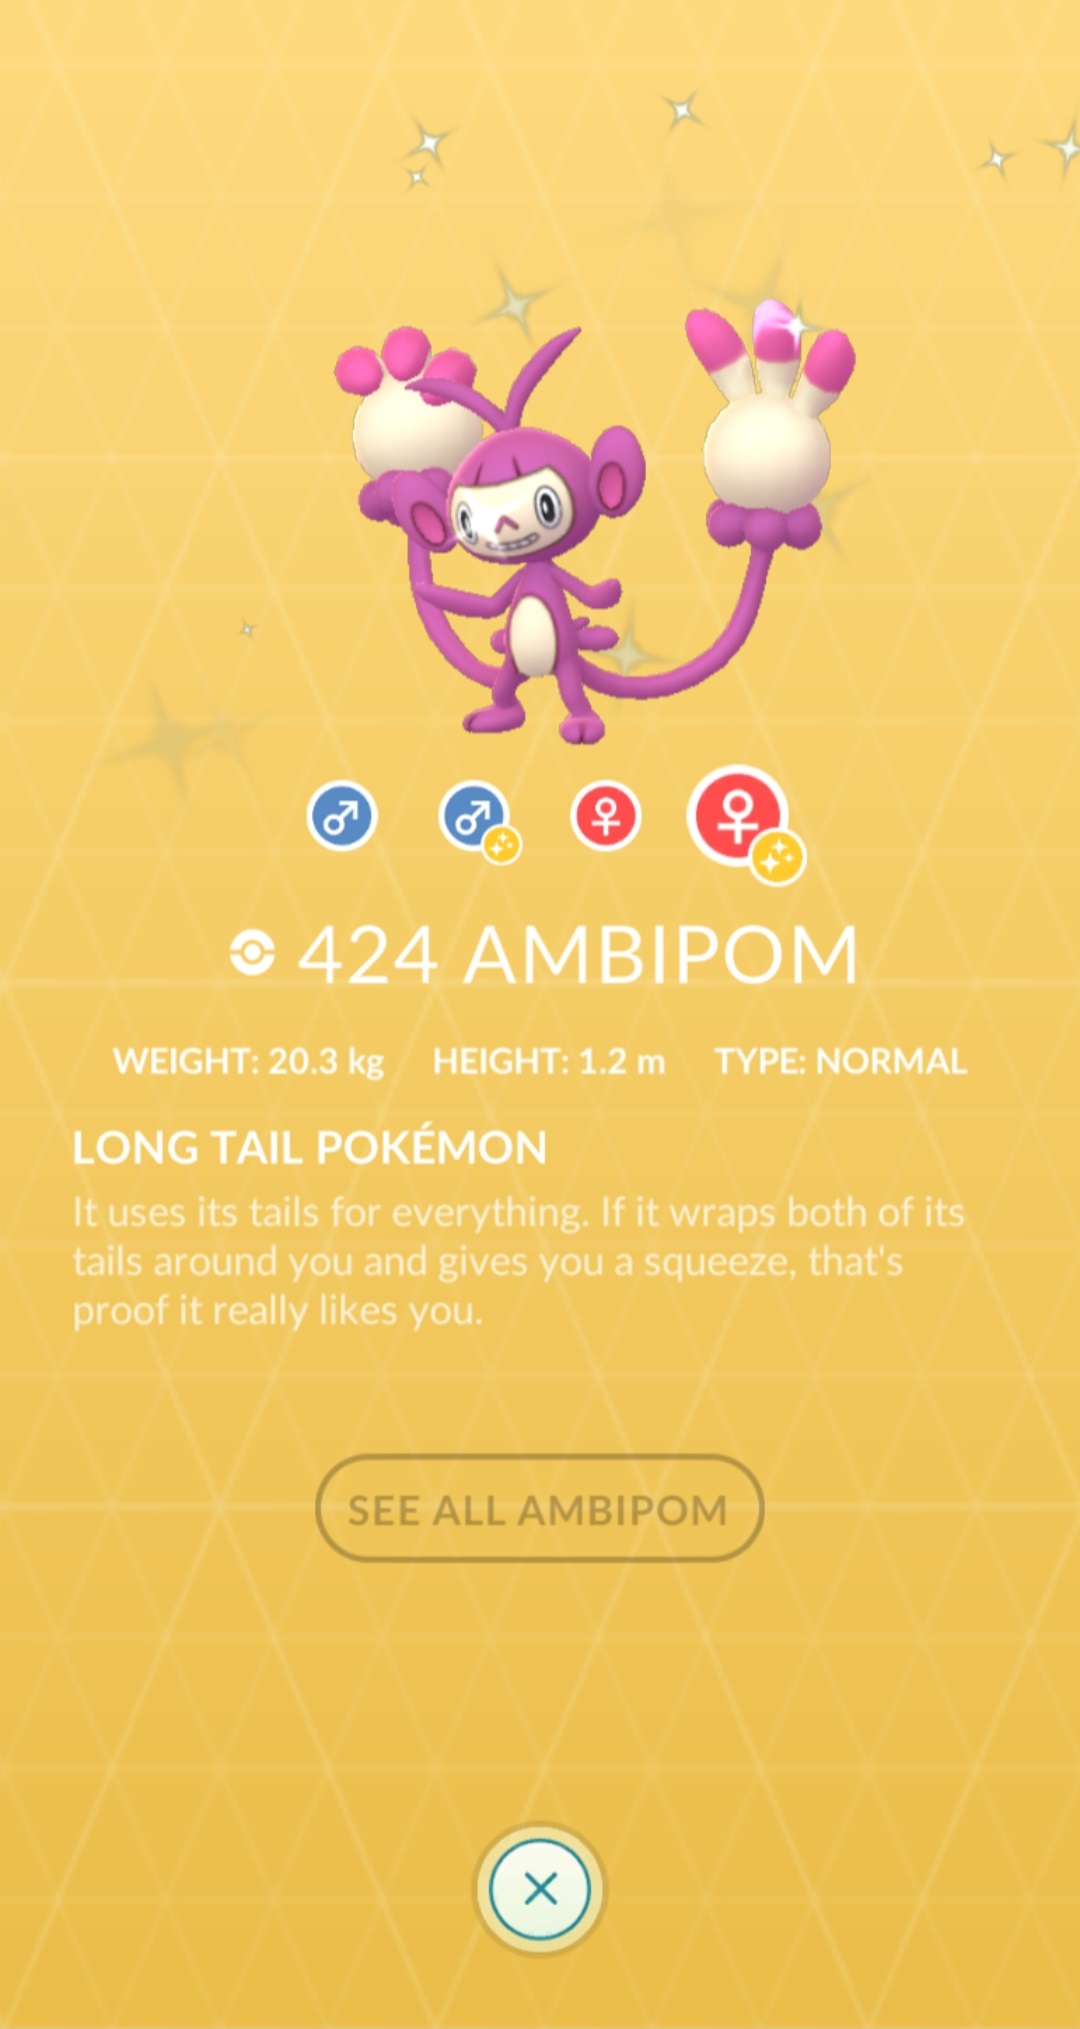 424 AMBIPOM
WEIGHT: 20.3 kg HEIGHT: 1.2 m TYPE: NORMAL
LONG TAIL POKÉMON
It uses its tails for everything. If it wraps both of its
tails around you and gives you a squeeze, that's
proof it really likes you.
SEE ALL AMBIPOM